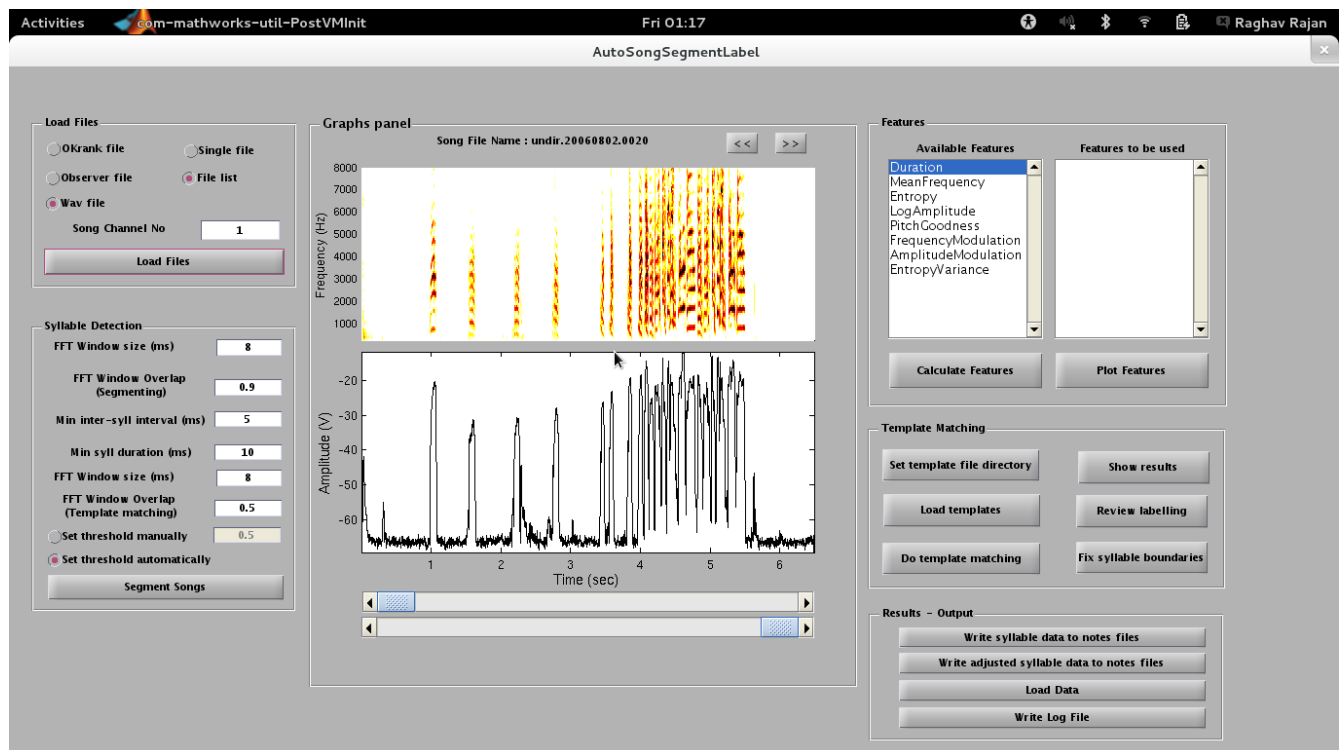 Activities com-mathworks-util-PostVMInit Fri 01:17 Raghav Rajan
AutoSongSegmentLabel
Load Files
OKrank file Single file
Observer file File list
Wav file
Song Channel No 1
Load Files
Syllable Detection
FFT Window size (ms) 8
FFT Window Overlap
(Segmenting) 0.9
Min inter-syll interval (ms) 5
Min syll duration (ms) 10
FFT Window size (ms) 8
FFT Window Overlap
(Template matching) 0.5
Set threshold manually 0.5
Set threshold automatically
Segment Songs
Graphs panel
Song File Name : undir.20060802.0020 << >>
Frequency (Hz)
8000
7000
6000
5000
4000
3000
2000
1000
Amplitude (V)
-20
-30
-40
-50
-60
1 2 3 4 5 6
Time (sec)
Features
Available Features Features to be used
Duration
MeanFrequency
Entropy
LogAmplitude
PitchGoodness
FrequencyModulation
AmplitudeModulation
EntropyVariance
Calculate Features Plot Features
Template Matching
Set template file directory Show results
Load templates Review labelling
Do template matching Fix syllable boundaries
Results - Output
Write syllable data to notes files
Write adjusted syllable data to notes files
Load Data
Write Log File